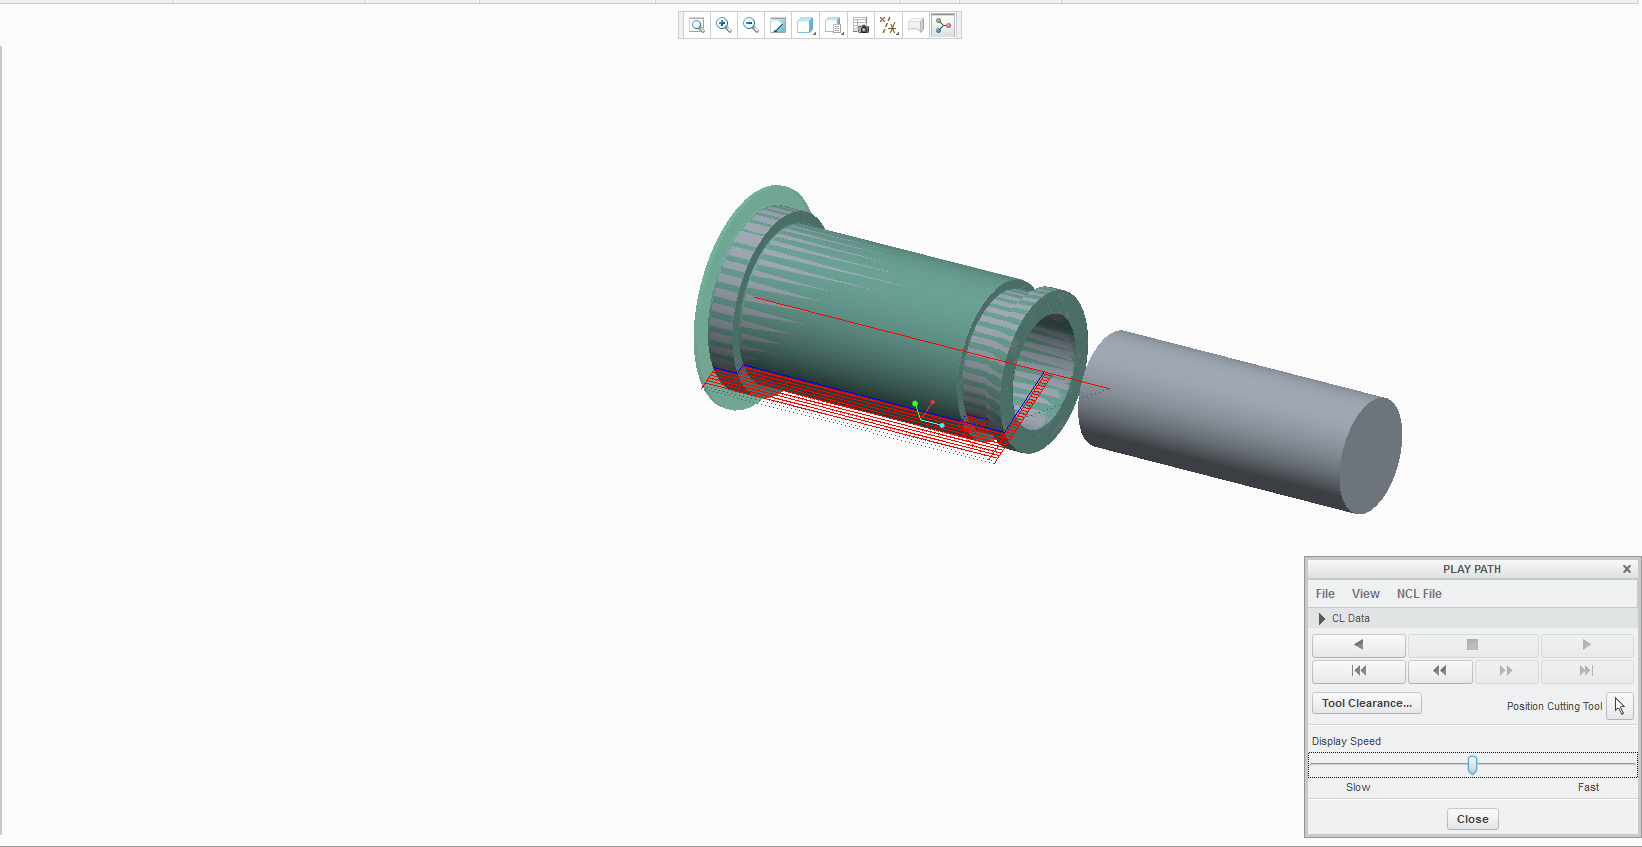 PLAY PATH
File View NCL File
CL Data
Tool Clearance...
Position Cutting Tool
Display Speed
Slow Fast
Close